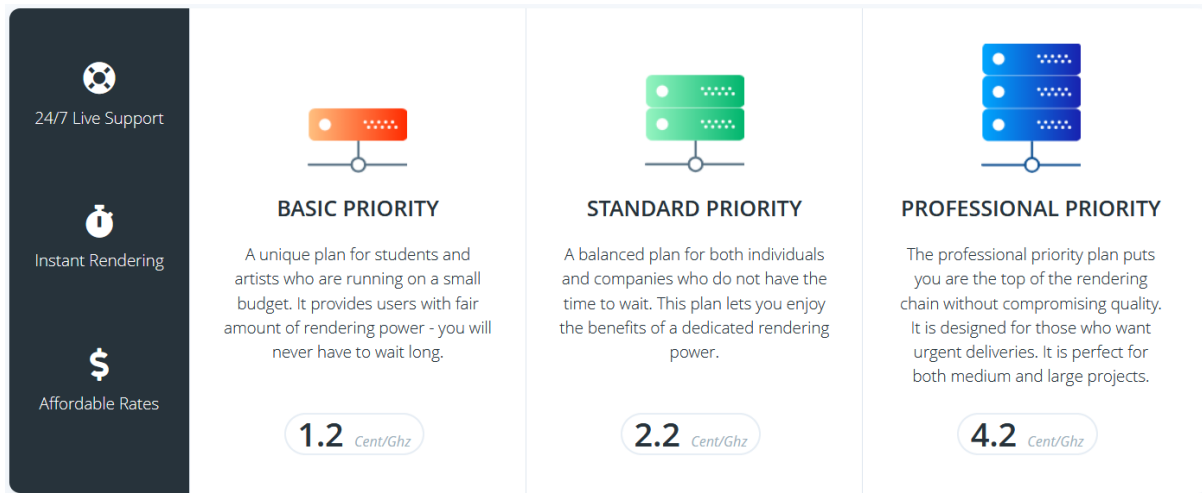 24/7 Live Support
Instant Rendering
Affordable Rates
BASIC PRIORITY
A unique plan for students and
artists who are running on a small
budget. It provides users with fair
amount of rendering power - you will
never have to wait long.
1.2 Cent/Ghz
STANDARD PRIORITY
A balanced plan for both individuals
and companies who do not have the
time to wait. This plan lets you enjoy
the benefits of a dedicated rendering
power.
2.2 Cent/Ghz
PROFESSIONAL PRIORITY
The professional priority plan puts
you are the top of the rendering
chain without compromising quality.
It is designed for those who want
urgent deliveries. It is perfect for
both medium and large projects.
4.2 Cent/Ghz